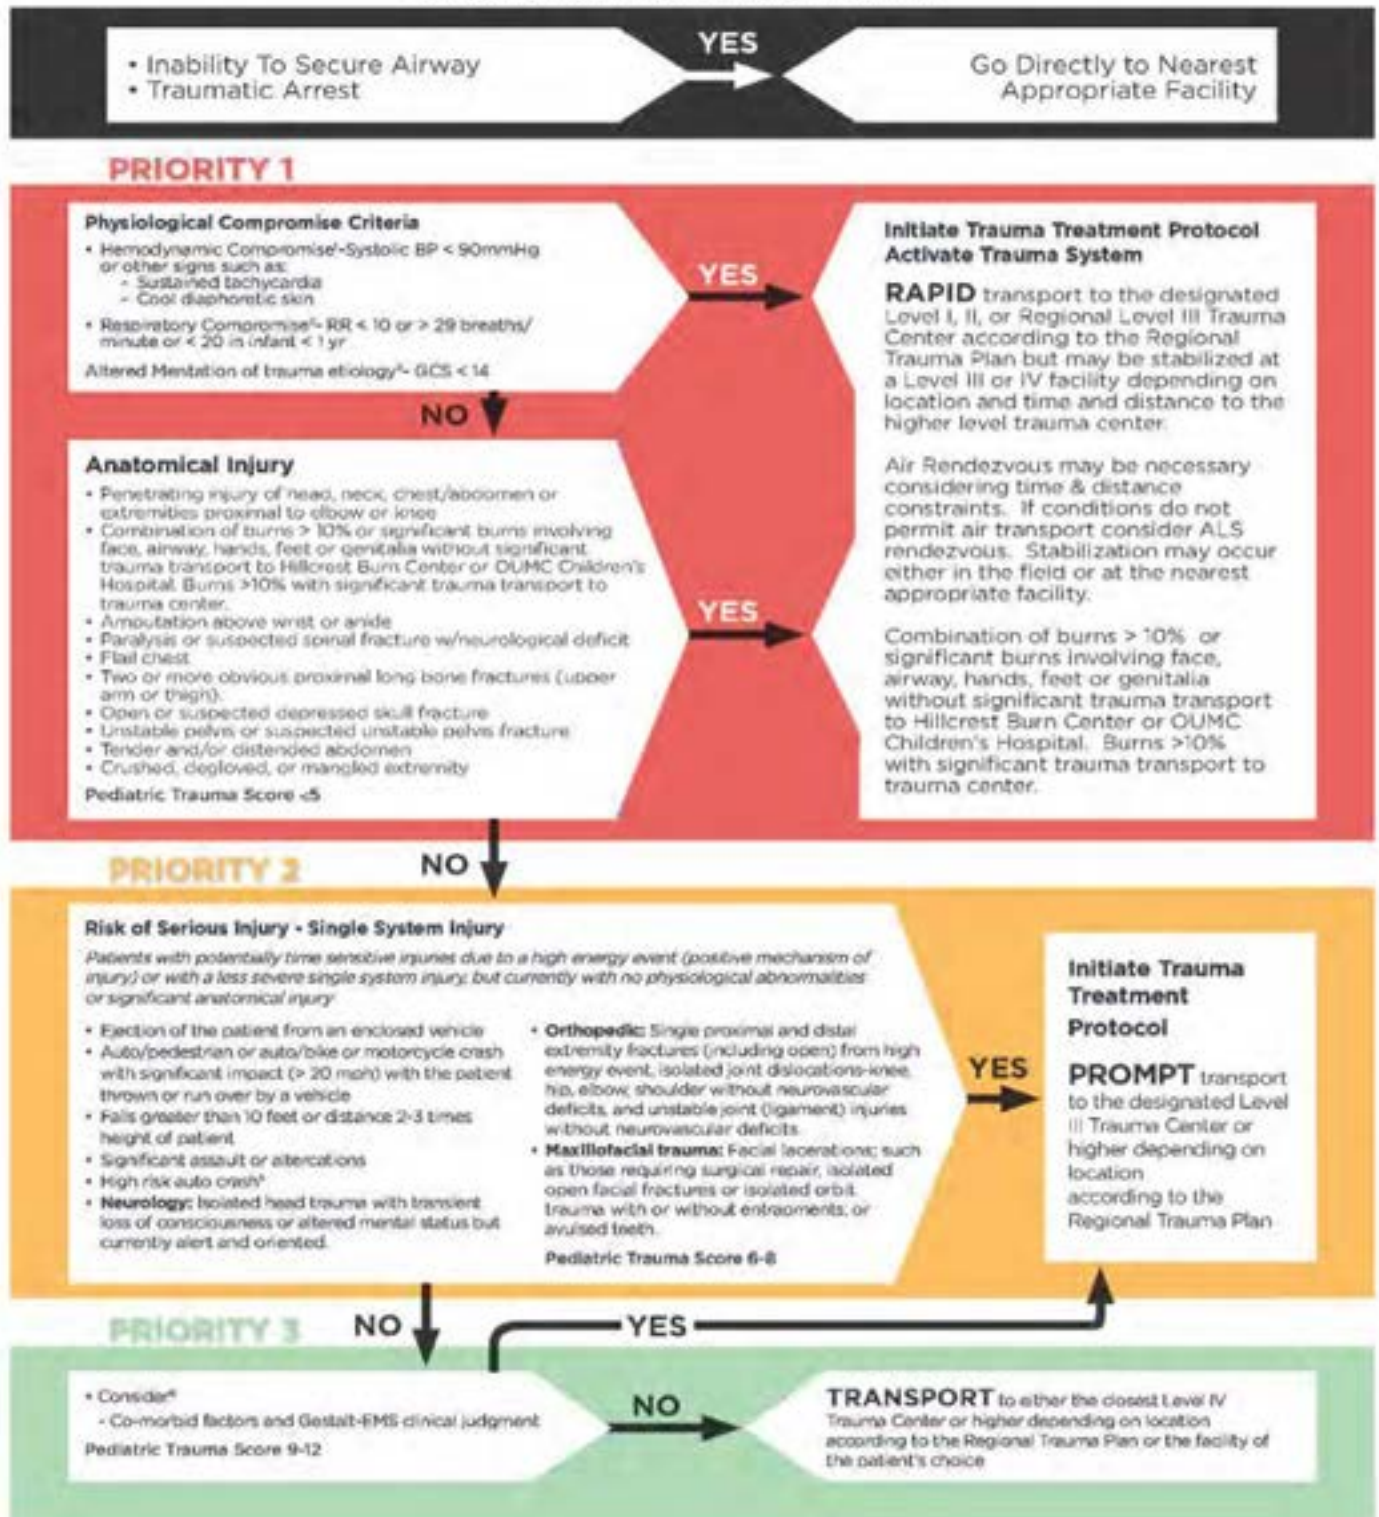 • Inability To Secure Airway
• Traumatic Arrest
YES
Go Directly to Nearest
Appropriate Facility
PRIORITY 1
Physiological Compromise Criteria
• Hemodynamic Compromise-Systolic BP < 90mmHg
or other signs such as:
- Sustained tachycardia
- Cool diaphoretic skin
• Respiratory Compromise - RR < 10 or > 29 breaths/
minute or < 20 in infant < 1 yr
Altered Mentation of trauma etiology - GCS < 14
YES
NO
Anatomical Injury
• Penetrating injury of head, neck, chest/abdomen or
extremities proximal to elbow or knee
• Combination of burns > 10% or significant burns involving
face, airway, hands, feet or genitalia without significant
trauma transport to Hillcrest Burn Center or OUMC Children's
Hospital. Burns >10% with significant trauma transport to
trauma center.
• Amputation above wrist or ankle
• Paralysis or suspected spinal fracture w/neurological deficit
• Flail chest
• Two or more obvious proximal long bone fractures (upper
arm or thigh).
• Open or suspected depressed skull fracture
• Unstable pelvis or suspected unstable pelvis fracture
• Tender and/or distended abdomen
• Crushed, degloved, or mangled extremity
Pediatric Trauma Score <5
YES
Initiate Trauma Treatment Protocol
Activate Trauma System
RAPID transport to the designated
Level I, II, or Regional Level III Trauma
Center according to the Regional
Trauma Plan but may be stabilized at
a Level III or IV facility depending on
location and time and distance to the
higher level trauma center.
Air Rendezvous may be necessary
considering time & distance
constraints. If conditions do not
permit air transport consider ALS
rendezvous. Stabilization may occur
either in the field or at the nearest
appropriate facility.
Combination of burns > 10% or
significant burns involving face,
airway, hands, feet or genitalia
without significant trauma transport
to Hillcrest Burn Center or OUMC
Children's Hospital. Burns >10%
with significant trauma transport to
trauma center.
NO
PRIORITY 2
Risk of Serious Injury - Single System Injury
Patients with potentially time sensitive injuries due to a high energy event (positive mechanism of
injury) or with a less severe single system injury, but currently with no physiological abnormalities
or significant anatomical injury
• Ejection of the patient from an enclosed vehicle
• Auto/pedestrian or auto/bike or motorcycle crash
with significant impact (> 20 mph) with the patient
thrown or run over by a vehicle
• Falls greater than 10 feet or distance 2-3 times
height of patient
• Significant assault or altercations
• High risk auto crash
• Neurology: Isolated head trauma with transient
loss of consciousness or altered mental status but
currently alert and oriented.
• Orthopedic: Single proximal and distal
extremity fractures (including open) from high
energy event, isolated joint dislocations-knee,
hip, elbow, shoulder without neurovascular
deficits, and unstable joint (ligament) injuries
without neurovascular deficits
• Maxillofacial trauma: Facial lacerations; such
as those requiring surgical repair, isolated
open facial fractures or isolated orbit
trauma with or without entrapments, or
avulsed teeth.
Pediatric Trauma Score 6-8
YES
Initiate Trauma
Treatment
Protocol
PROMPT transport
to the designated Level
III Trauma Center or
higher depending on
location
according to the
Regional Trauma Plan
NO
YES
PRIORITY 3
• Consider
- Co-morbid factors and Gestalt-EMS clinical judgment
Pediatric Trauma Score 9-12
NO
TRANSPORT to either the closest Level IV
Trauma Center or higher depending on location
according to the Regional Trauma Plan or the facility of
the patient's choice